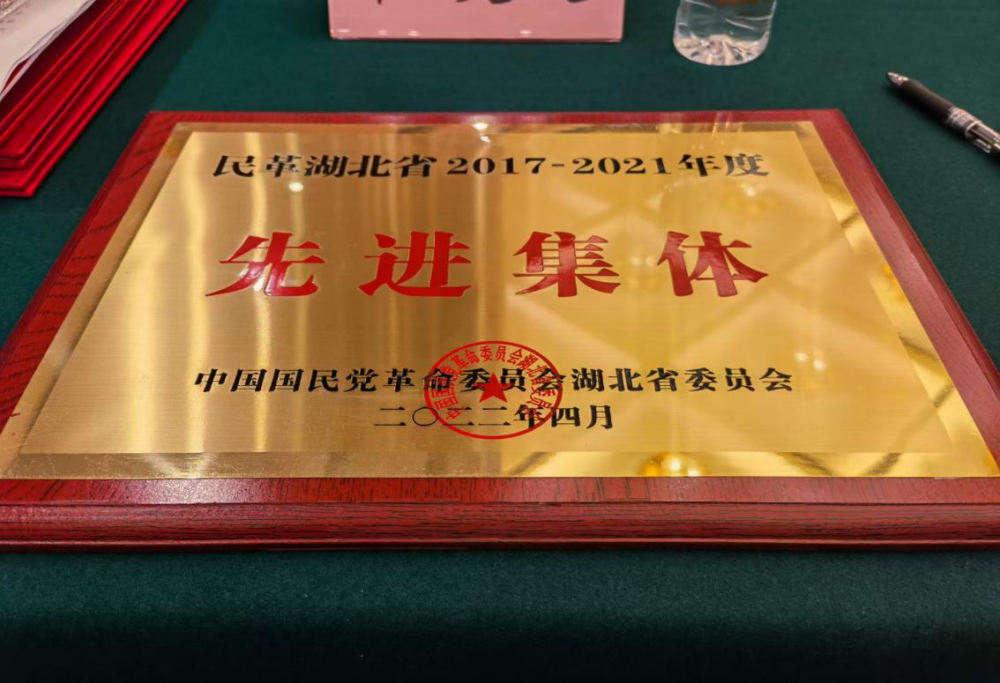 民革湖北省2017-2021年度
先进集体
中国国民党革命委员会湖北省委员会
二〇二二年四月